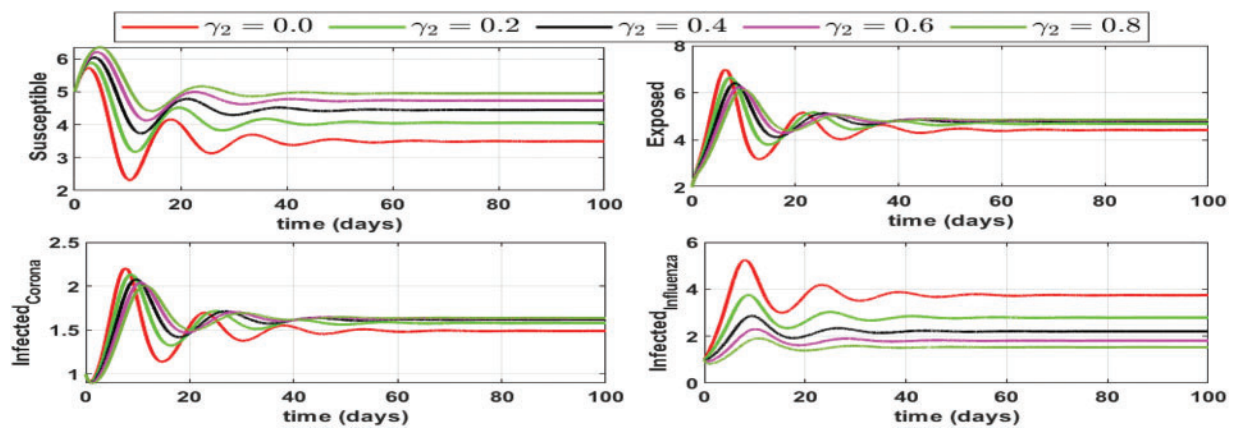 γ₂ = 0.0 γ₂ = 0.2 γ₂ = 0.4 γ₂ = 0.6 γ₂ = 0.8
6
5
4
3
2
Susceptible
0 20 40 60 80 100
time (days)
8
6
4
2
Exposed
0 20 40 60 80 100
time (days)
2.5
2
1.5
1
Infected_Corona
0 20 40 60 80 100
time (days)
6
4
2
0
Infected_Influenza
0 20 40 60 80 100
time (days)